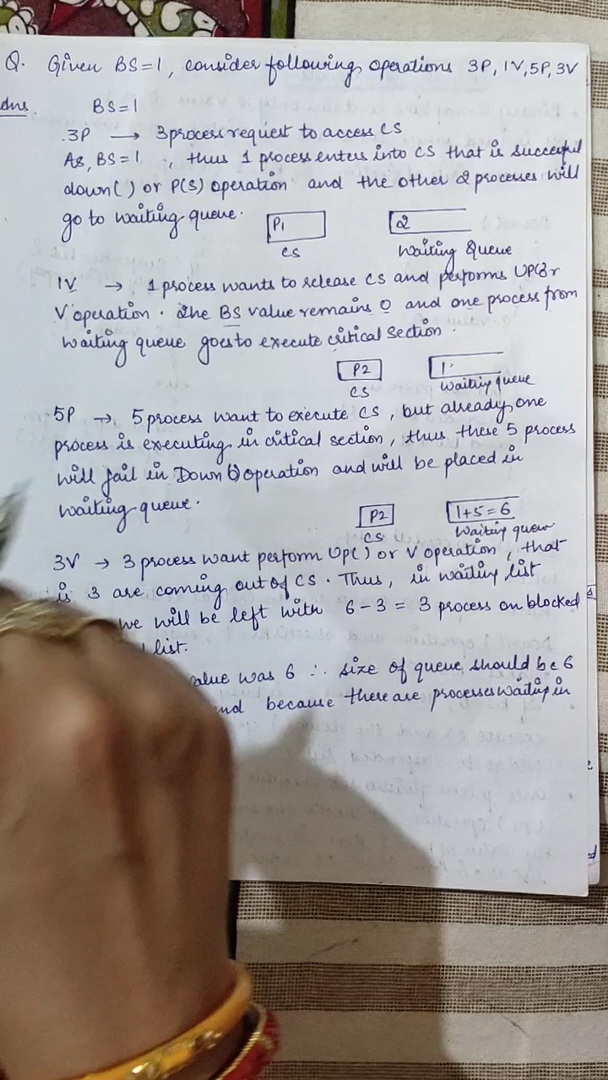 Q. Given BS=1, consider following operations 3P, 1V, 5P, 3V
Ans. BS=1
3P → 3 process request to access CS
As, BS=1, thus 1 process enters into CS that is successful
down() or P(S) operation and the other 2 processes will
go to waiting queue.
P1 2
CS Waiting Queue
1V → 1 process wants to release CS and performs UP() or
V operation. The BS value remains 0 and one process from
waiting queue goes to execute critical section.
P2 1
CS Waiting queue
5P → 5 process want to execute CS, but already one
process is executing in critical section, thus these 5 process
will fail in Down() operation and will be placed in
waiting queue.
P2 1+5=6
CS Waiting queue
3V → 3 process want perform Up() or V operation, that
is 3 are coming out of CS. Thus, in waiting list
we will be left with 6-3=3 process on blocked
list.
value was 6 ∴ size of queue should be 6
and because there are processes waiting in